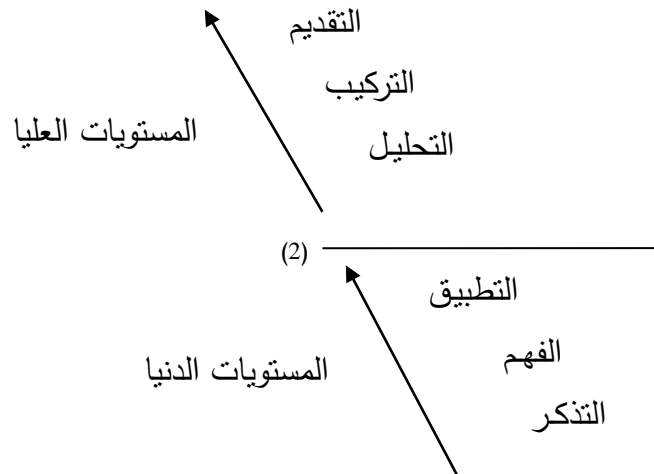 التقديم
التركيب
المستويات العليا
التحليل
(2)
التطبيق
الفهم
المستويات الدنيا
التذكر